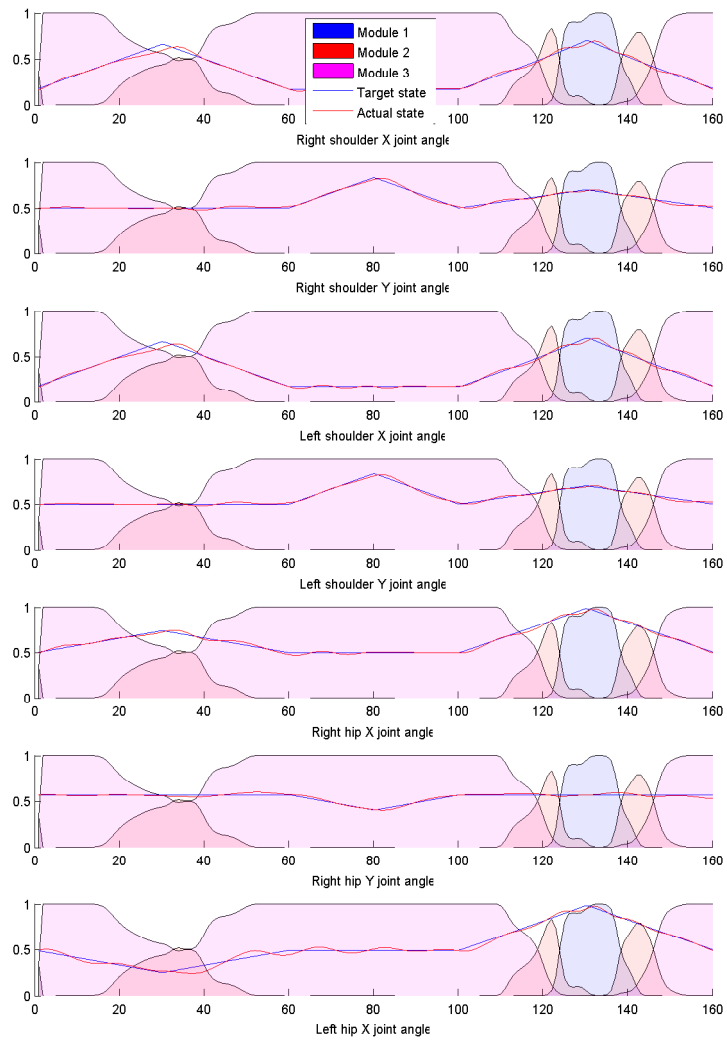 1
Module 1
Module 2
0.5
Module 3
Target state
0
Actual state
0 20 40 60 80 100 120 140 160
Right shoulder X joint angle
1
0.5
0
0 20 40 60 80 100 120 140 160
Right shoulder Y joint angle
1
0.5
0
0 20 40 60 80 100 120 140 160
Left shoulder X joint angle
1
0.5
0
0 20 40 60 80 100 120 140 160
Left shoulder Y joint angle
1
0.5
0
0 20 40 60 80 100 120 140 160
Right hip X joint angle
1
0.5
0
0 20 40 60 80 100 120 140 160
Right hip Y joint angle
1
0.5
0
0 20 40 60 80 100 120 140 160
Left hip X joint angle